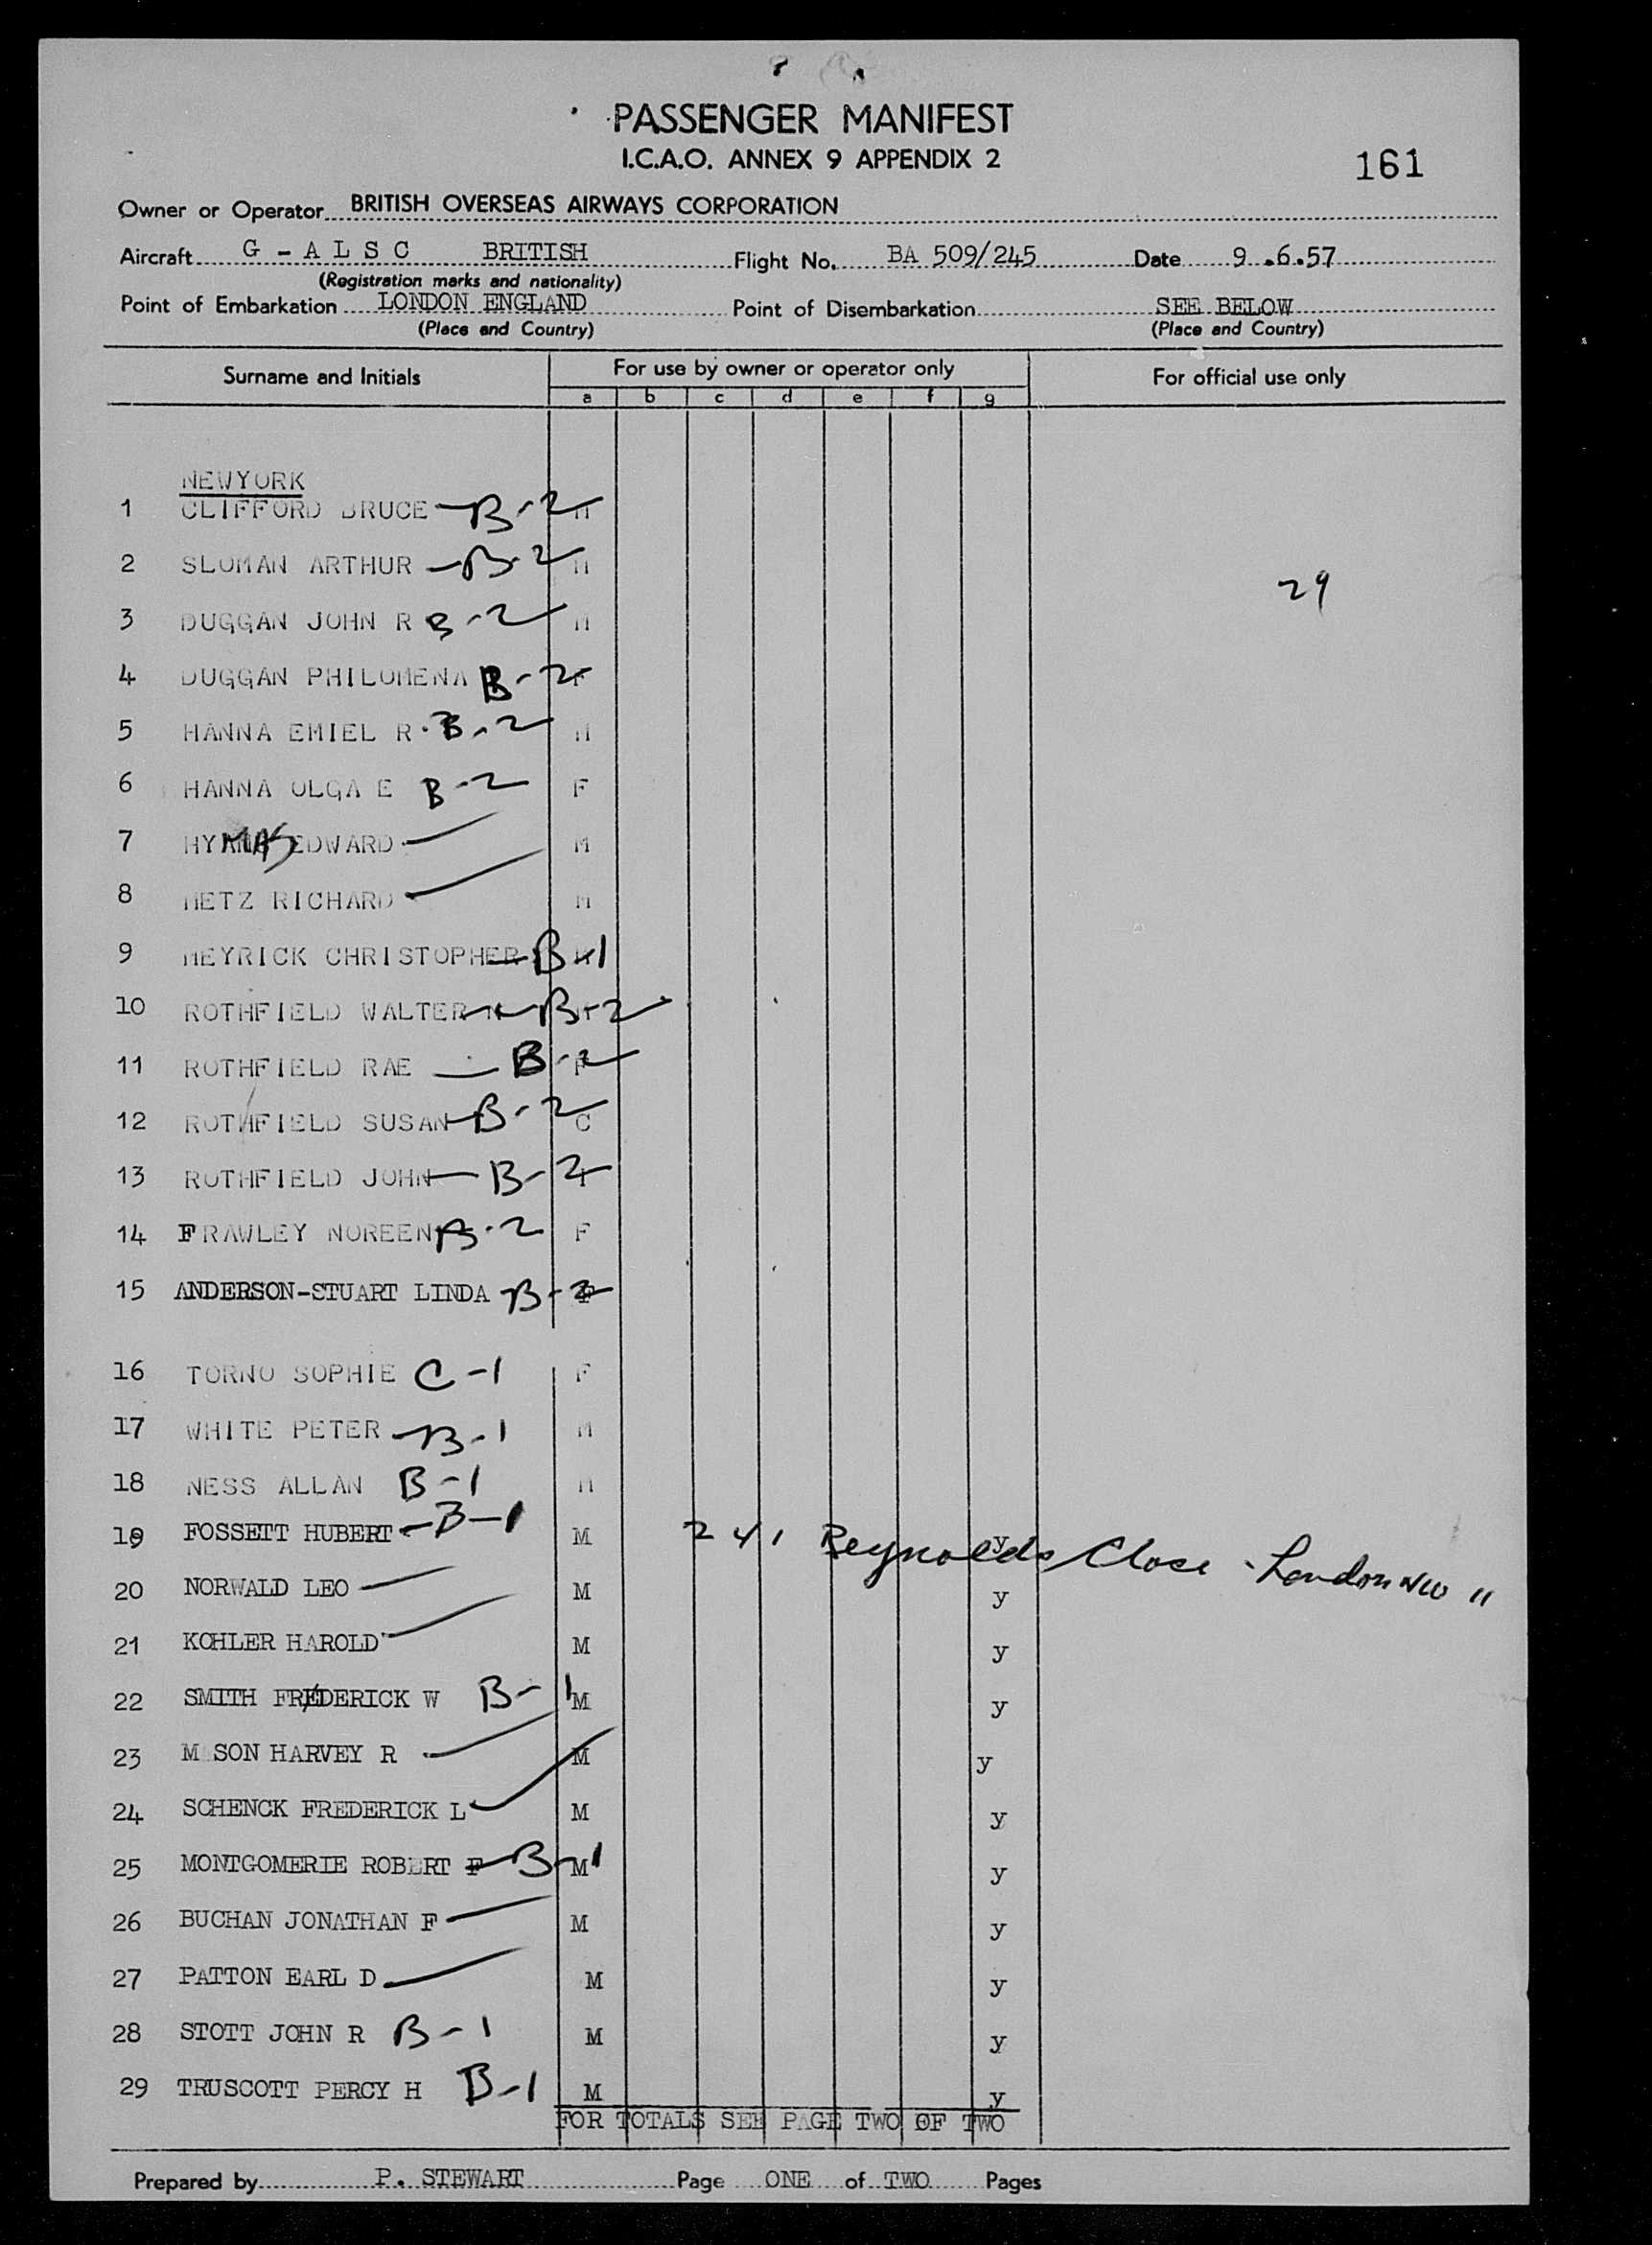 PASSENGER MANIFEST
I.C.A.O. ANNEX 9 APPENDIX 2
161
Owner or Operator BRITISH OVERSEAS AIRWAYS CORPORATION
Aircraft G - A L S C BRITISH Flight No. BA 509/245 Date 9.6.57
(Registration marks and nationality)
Point of Embarkation LONDON ENGLAND Point of Disembarkation SEE BELOW
(Place and Country) (Place and Country)
Surname and Initials For use by owner or operator only For official use only
a b c d e f g
NEWYORK
1 CLIFFORD BRUCE B-2 M
2 SLOMAN ARTHUR B-2 M
29
3 DUGGAN JOHN R B-2 M
4 DUGGAN PHILOMENA B-2 F
5 HANNA EMIEL R B-2 M
6 HANNA OLGA E B-2 F
7 HYMAS EDWARD M
8 METZ RICHARD M
9 MEYRICK CHRISTOPHER B-1 M
10 ROTHFIELD WALTER B-2
11 ROTHFIELD RAE B-2 F
12 ROTHFIELD SUSAN B-2 C
13 ROTHFIELD JOHN B-2
14 FRAWLEY NOREEN B-2 F
15 ANDERSON-STUART LINDA B-2 F
16 TORNO SOPHIE C-1 F
17 WHITE PETER B-1 M
18 NESS ALLAN B-1 M
19 FOSSETT HUBERT B-1 M 241 Reynolds Close - London NW 11 y
20 NORWALD LEO M y
21 KOHLER HAROLD M y
22 SMITH FREDERICK W B-1 M y
23 M SON HARVEY R M y
24 SCHENCK FREDERICK L M y
25 MONTGOMERIE ROBERT F B-1 M y
26 BUCHAN JONATHAN F M y
27 PATTON EARL D M y
28 STOTT JOHN R B-1 M y
29 TRUSCOTT PERCY H B-1 M y
FOR TOTALS SEE PAGE TWO OF TWO
Prepared by P. STEWART Page ONE of TWO Pages